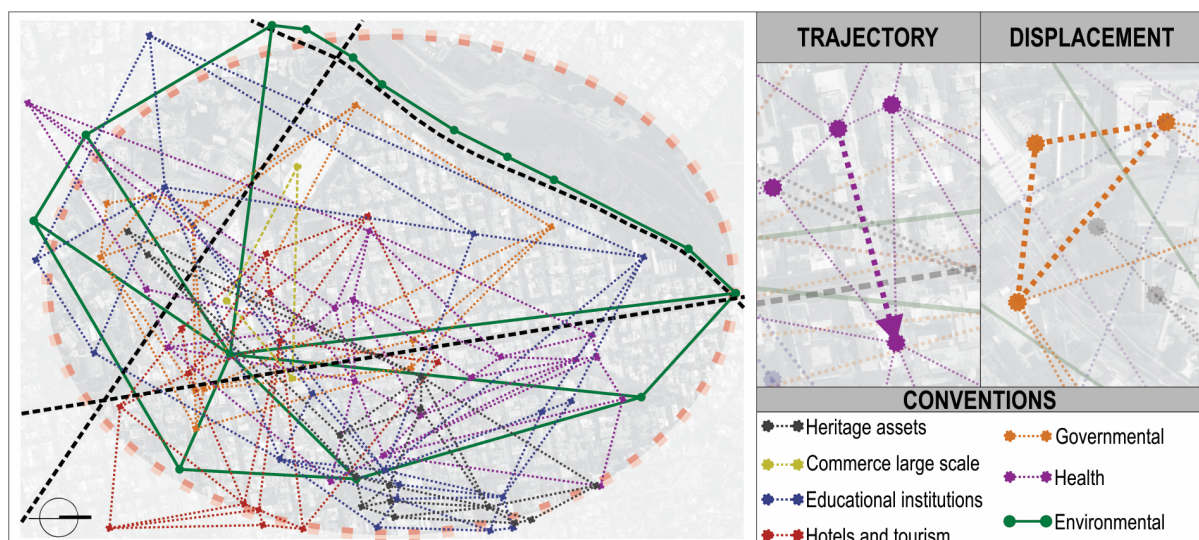 TRAJECTORY
DISPLACEMENT
CONVENTIONS
Heritage assets
Commerce large scale
Educational institutions
Hotels and tourism
Governmental
Health
Environmental